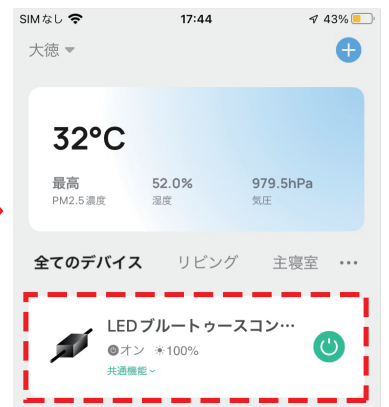 SIMなし 17:44 43%
大徳
32°C
最高 52.0% 979.5hPa
PM2.5濃度 湿度 気圧
全てのデバイス リビング 主寝室 ...
LEDブルートゥースコン…
オン 100%
共通機能